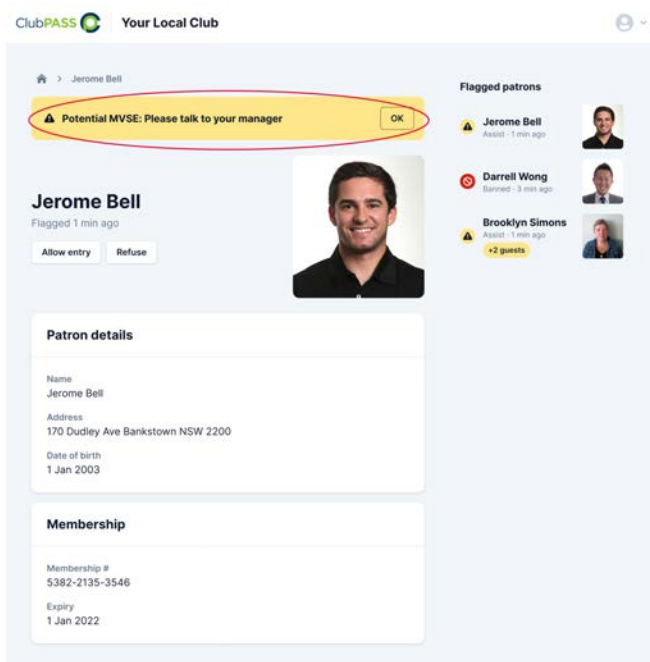 ClubPASS Your Local Club
Jerome Bell
Potential MVSE: Please talk to your manager OK
Jerome Bell
Flagged 1 min ago
Allow entry Refuse
Patron details
Name
Jerome Bell
Address
170 Dudley Ave Bankstown NSW 2200
Date of birth
1 Jan 2003
Membership
Membership #
5382-2135-3546
Expiry
1 Jan 2022
Flagged patrons
Jerome Bell
Assist - 1 min ago
Darrell Wong
Banned - 3 min ago
Brooklyn Simons
Assist - 1 min ago
+2 guests